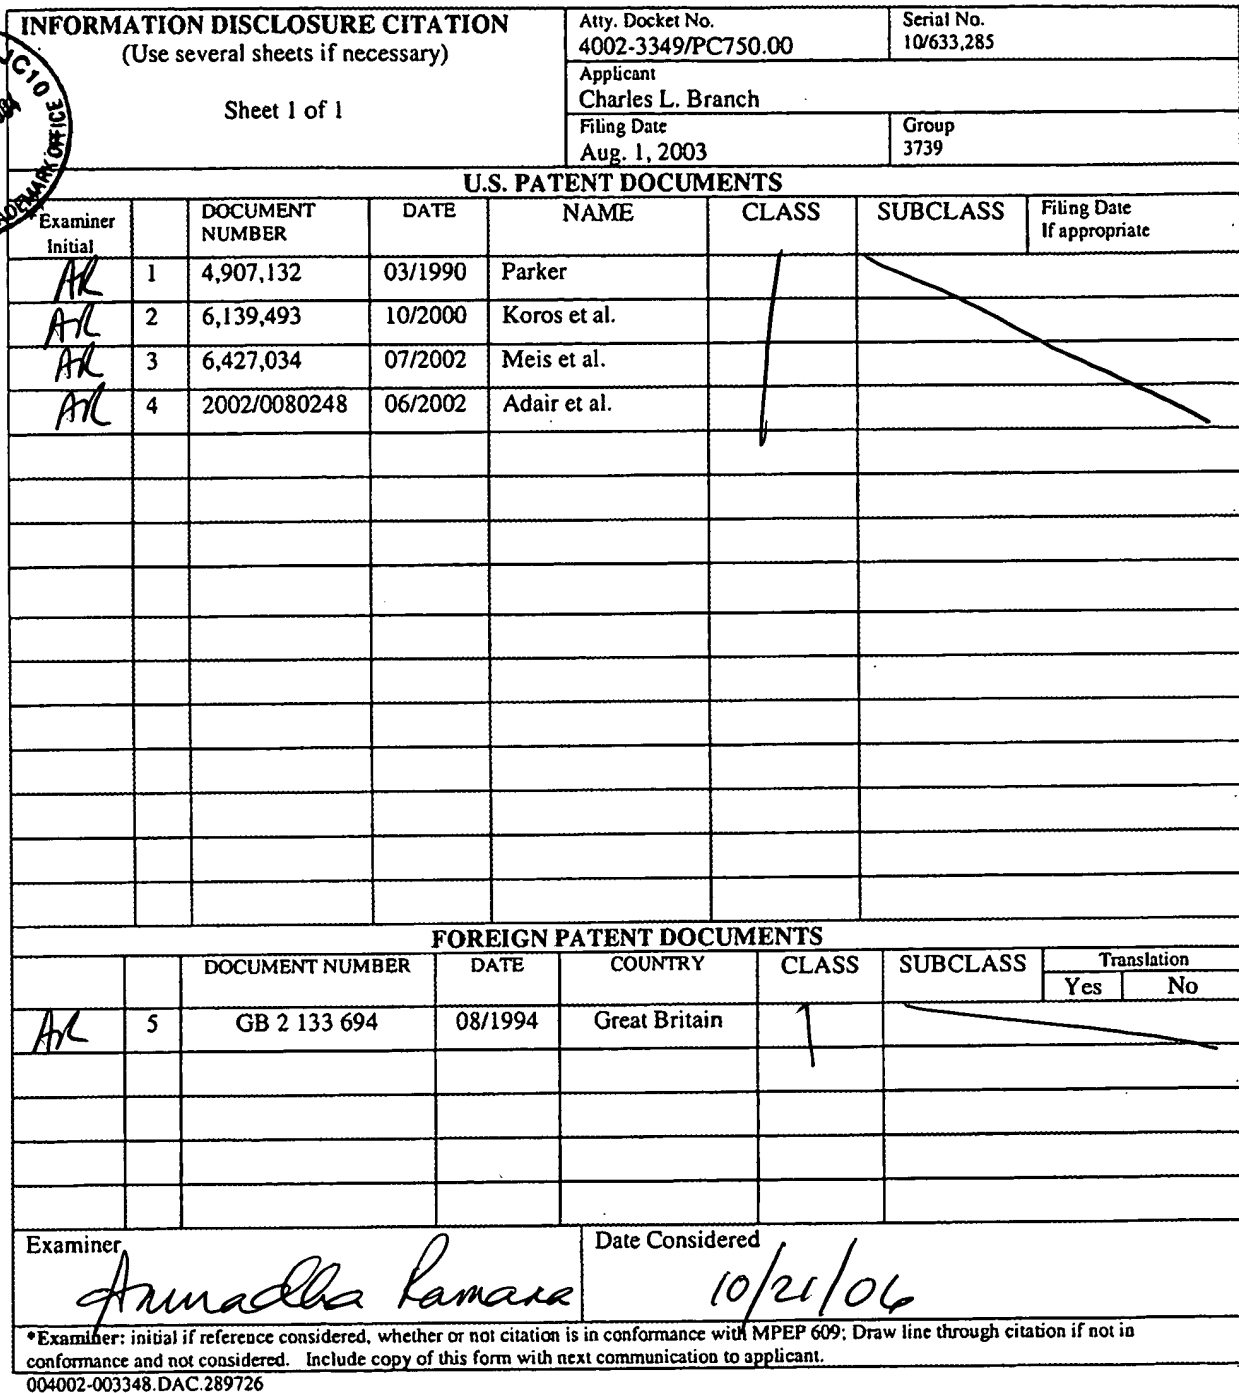 INFORMATION DISCLOSURE CITATION
(Use several sheets if necessary)
Sheet 1 of 1
Atty. Docket No.
4002-3349/PC750.00
Serial No.
10/633,285
Applicant
Charles L. Branch
Filing Date
Aug. 1, 2003
Group
3739
JC10
OFFICE
U.S. PATENT DOCUMENTS
Examiner Initial DOCUMENT NUMBER DATE NAME CLASS SUBCLASS Filing Date If appropriate
AR 1 4,907,132 03/1990 Parker
AR 2 6,139,493 10/2000 Koros et al.
AR 3 6,427,034 07/2002 Meis et al.
AR 4 2002/0080248 06/2002 Adair et al.
FOREIGN PATENT DOCUMENTS
DOCUMENT NUMBER DATE COUNTRY CLASS SUBCLASS Translation
Yes No
AR 5 GB 2 133 694 08/1994 Great Britain
Examiner Date Considered
Anuradha Ramana 10/21/06
*Examiner: initial if reference considered, whether or not citation is in conformance with MPEP 609; Draw line through citation if not in
conformance and not considered. Include copy of this form with next communication to applicant.
004002-003348.DAC.289726